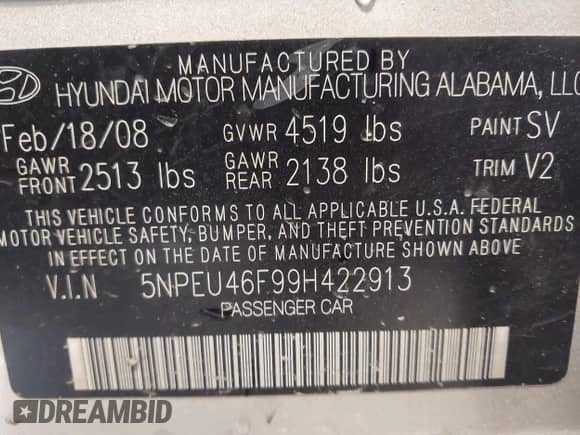 MANUFACTURED BY
HYUNDAI MOTOR MANUFACTURING ALABAMA, LLC
Feb/18/08 GVWR 4519 lbs PAINT SV
GAWR FRONT 2513 lbs GAWR REAR 2138 lbs TRIM V2
THIS VEHICLE CONFORMS TO ALL APPLICABLE U.S.A. FEDERAL
MOTOR VEHICLE SAFETY, BUMPER, AND THEFT PREVENTION STANDARDS
IN EFFECT ON THE DATE OF MANUFACTURE SHOWN ABOVE
V.I.N 5NPEU46F99H422913
PASSENGER CAR
DREAMBID